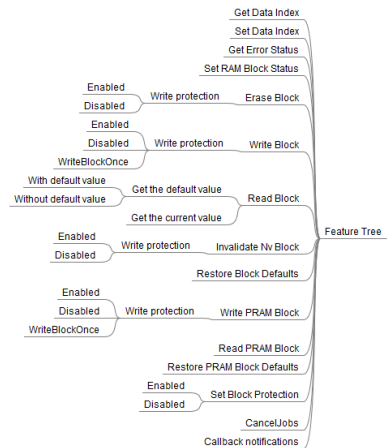 Get Data Index
Set Data Index
Get Error Status
Set RAM Block Status
Enabled
Disabled
Write protection
Erase Block
Enabled
Disabled
WriteBlockOnce
Write protection
Write Block
With default value
Without default value
Get the default value
Get the current value
Read Block
Feature Tree
Enabled
Disabled
Write protection
Invalidate Nv Block
Restore Block Defaults
Enabled
Disabled
WriteBlockOnce
Write protection
Write PRAM Block
Read PRAM Block
Restore PRAM Block Defaults
Enabled
Disabled
Set Block Protection
CancelJobs
Callback notifications